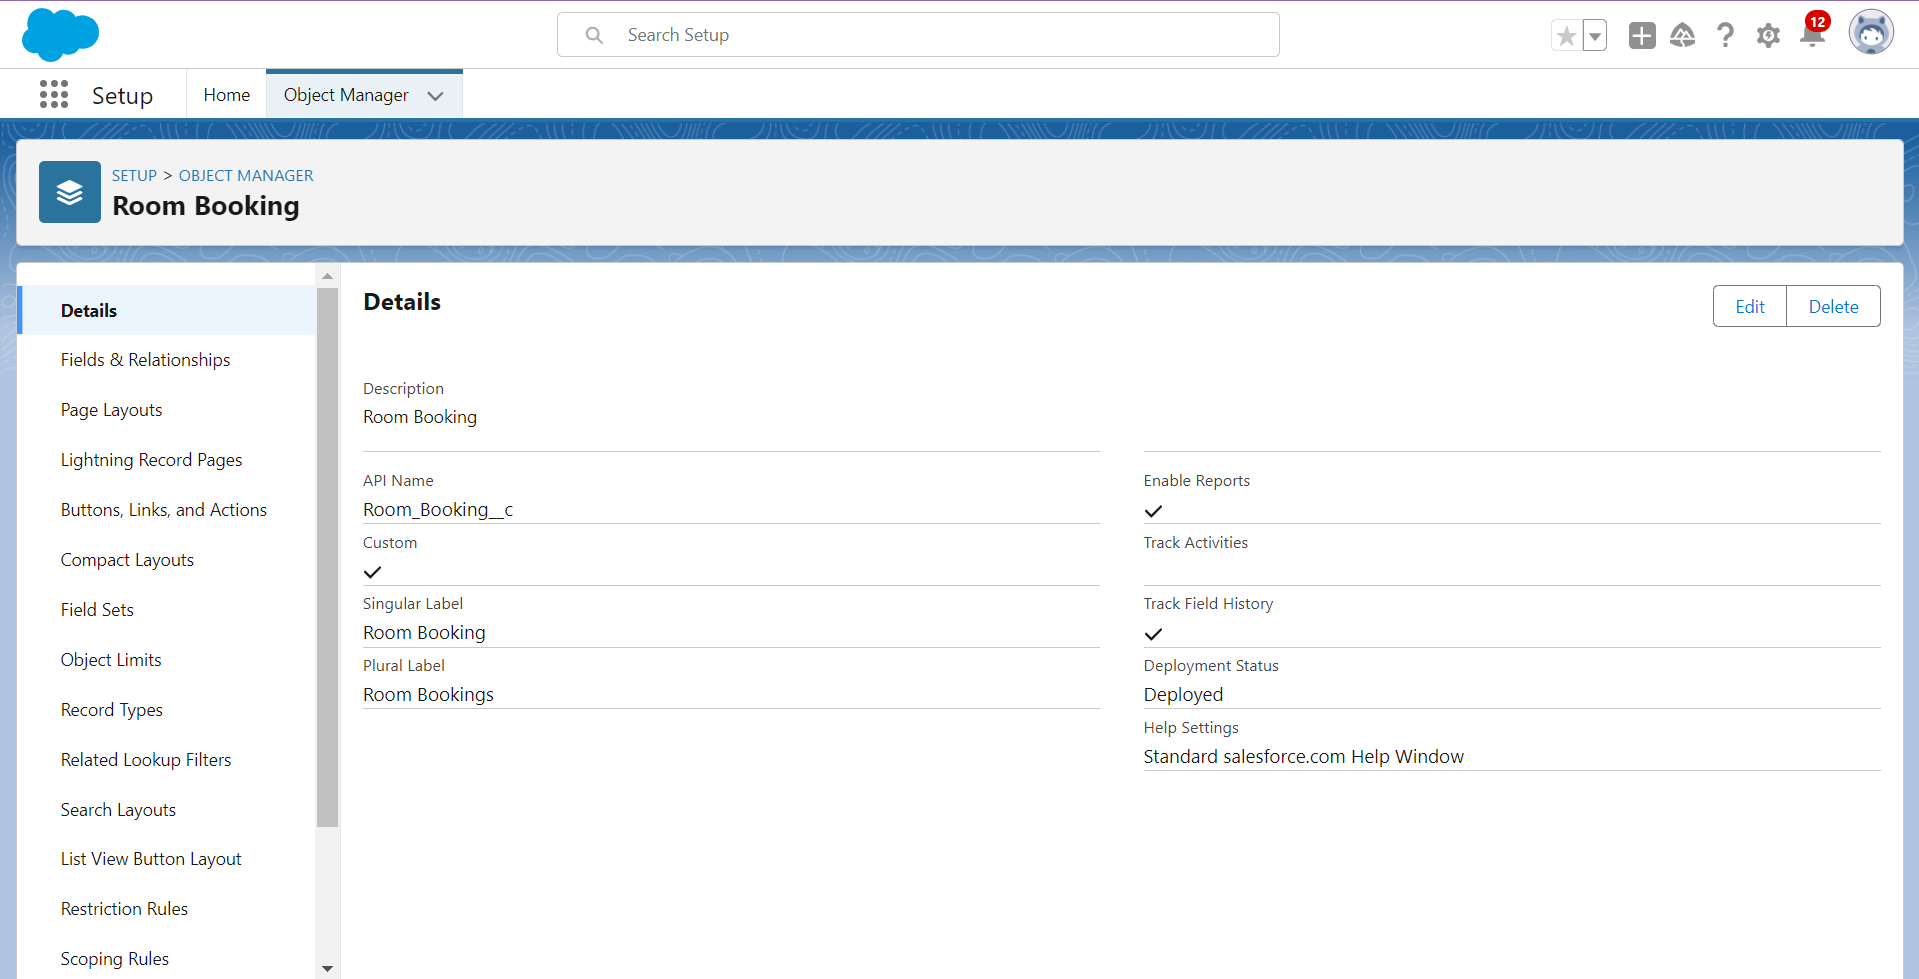 Search Setup
12
Setup
Home
Object Manager
SETUP > OBJECT MANAGER
Room Booking
Details
Fields & Relationships
Page Layouts
Lightning Record Pages
Buttons, Links, and Actions
Compact Layouts
Field Sets
Object Limits
Record Types
Related Lookup Filters
Search Layouts
List View Button Layout
Restriction Rules
Scoping Rules
Details
Edit
Delete
Description
Room Booking
API Name
Room_Booking__c
Custom
Singular Label
Room Booking
Plural Label
Room Bookings
Enable Reports
Track Activities
Track Field History
Deployment Status
Deployed
Help Settings
Standard salesforce.com Help Window